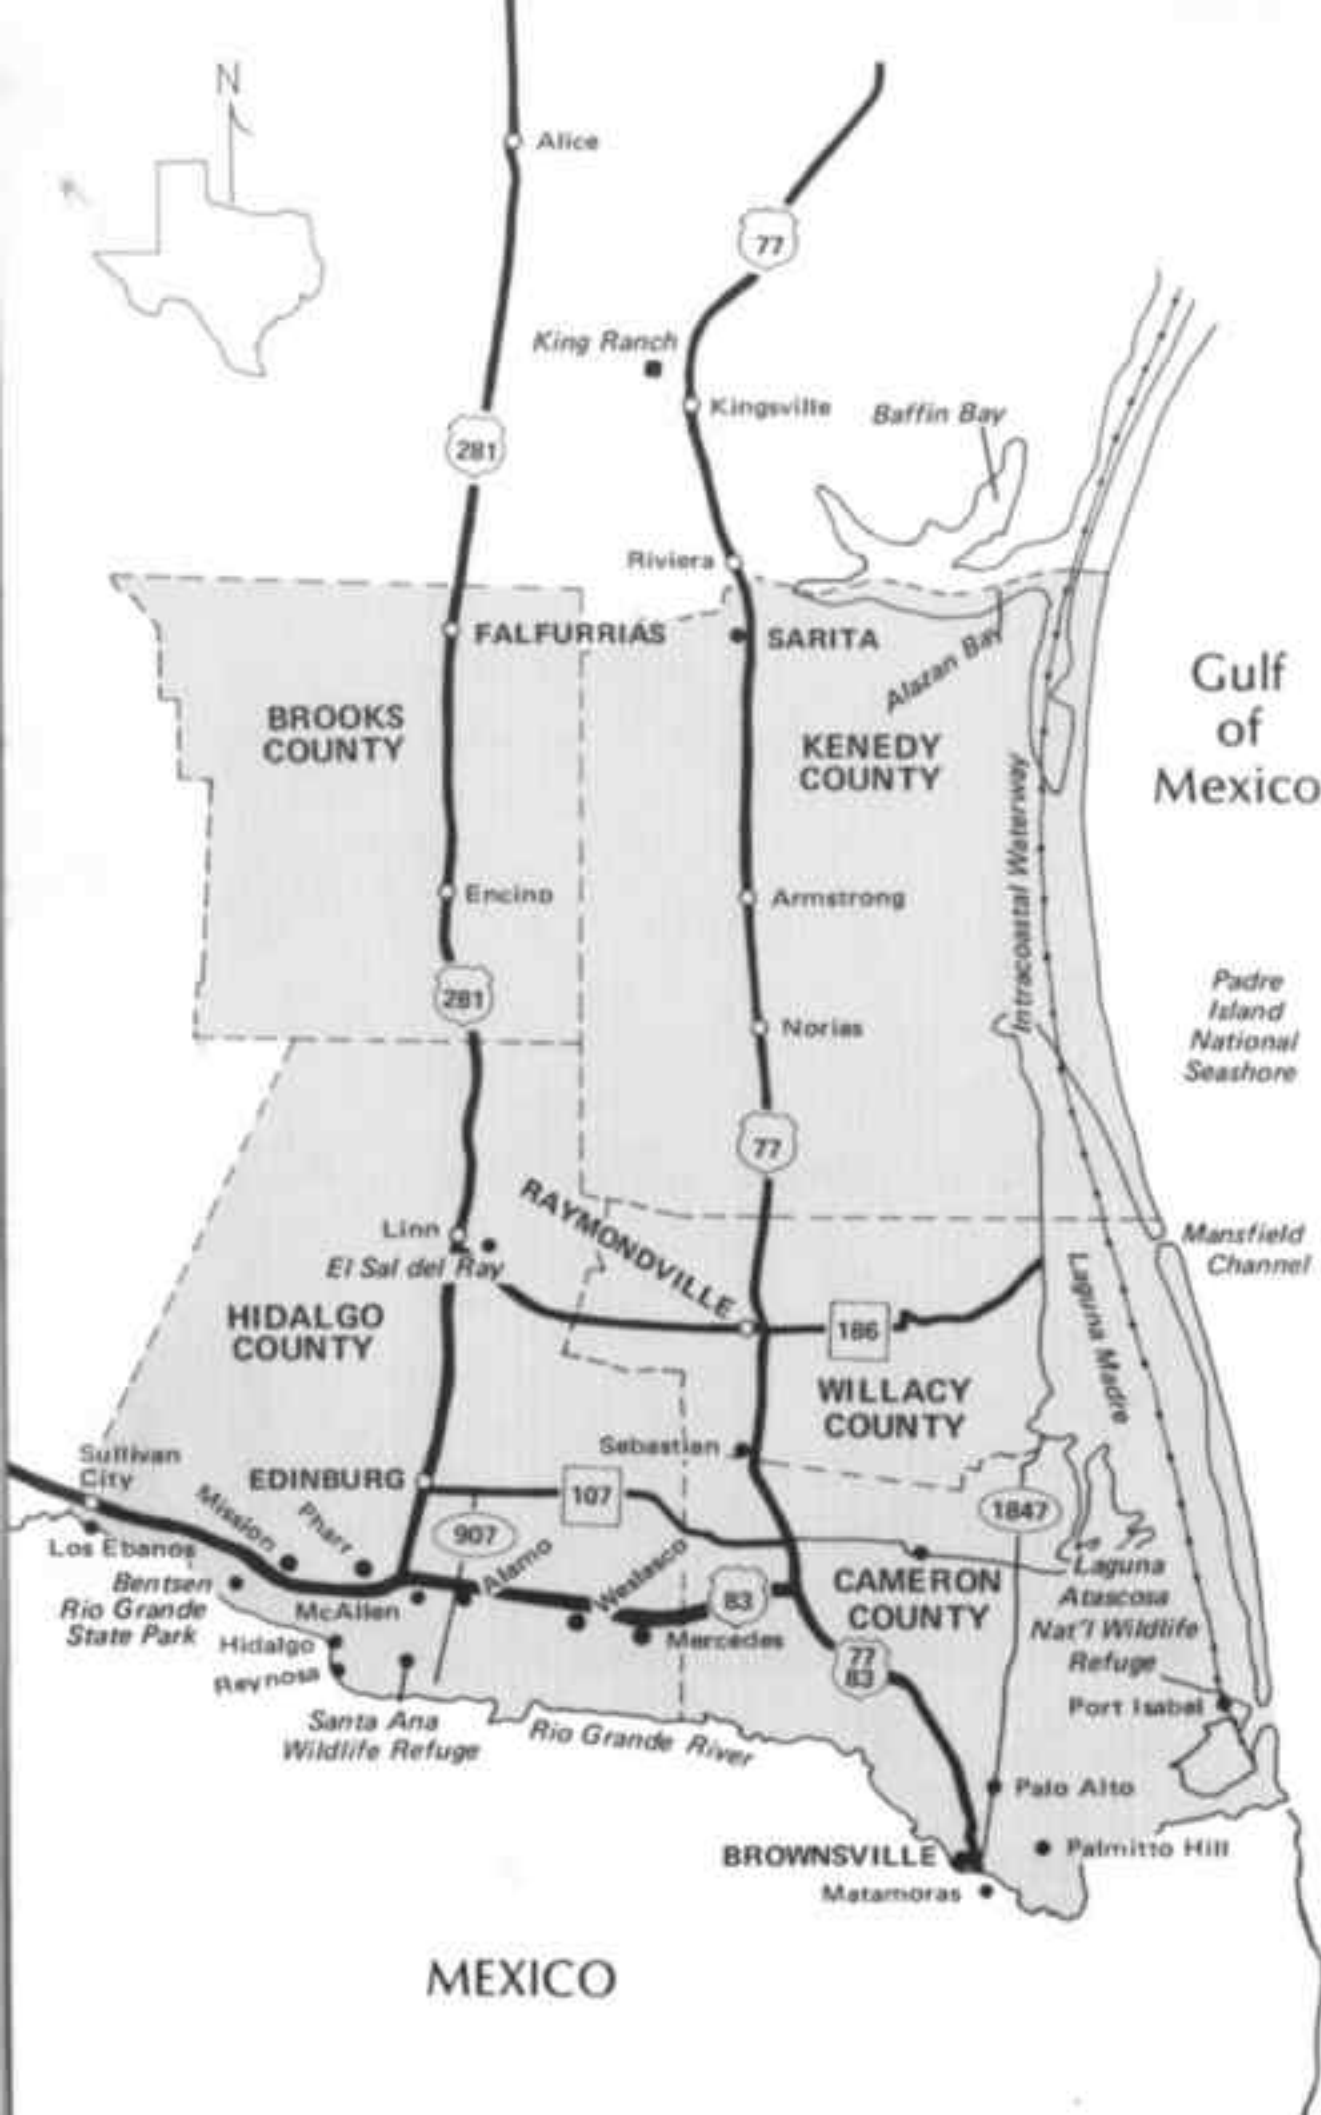 N
Alice
77
King Ranch
Kingsville
Baffin Bay
281
Riviera
FALFURRIAS
SARITA
Alazan Bay
Gulf
of
Mexico
BROOKS
COUNTY
KENEDY
COUNTY
Intracoastal Waterway
Encino
Armstrong
281
Norias
Padre
Island
National
Seashore
77
RAYMONDVILLE
Linn
El Sal del Ray
Mansfield
Channel
Laguna Madre
HIDALGO
COUNTY
186
WILLACY
COUNTY
Sebastian
Sullivan
City
EDINBURG
107
1847
Mission
Pharr
907
Los Ebanos
Alamo
Weslasco
Bentsen
Rio Grande
State Park
McAllen
83
CAMERON
COUNTY
Laguna
Atascosa
Nat'l Wildlife
Refuge
Hidalgo
Reynosa
Mercedes
77
83
Port Isabel
Santa Ana
Wildlife Refuge
Rio Grande River
Palo Alto
BROWNSVILLE
Palmitto Hill
Matamoras
MEXICO